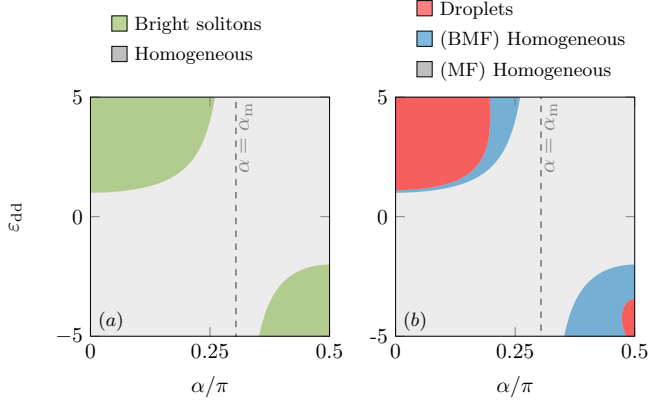 Bright solitons
Homogeneous
Droplets
(BMF) Homogeneous
(MF) Homogeneous
εdd
5
0
−5
(a)
α = αm
0
0.25
0.5
α/π
5
0
-5
(b)
α = αm
0
0.25
0.5
α/π